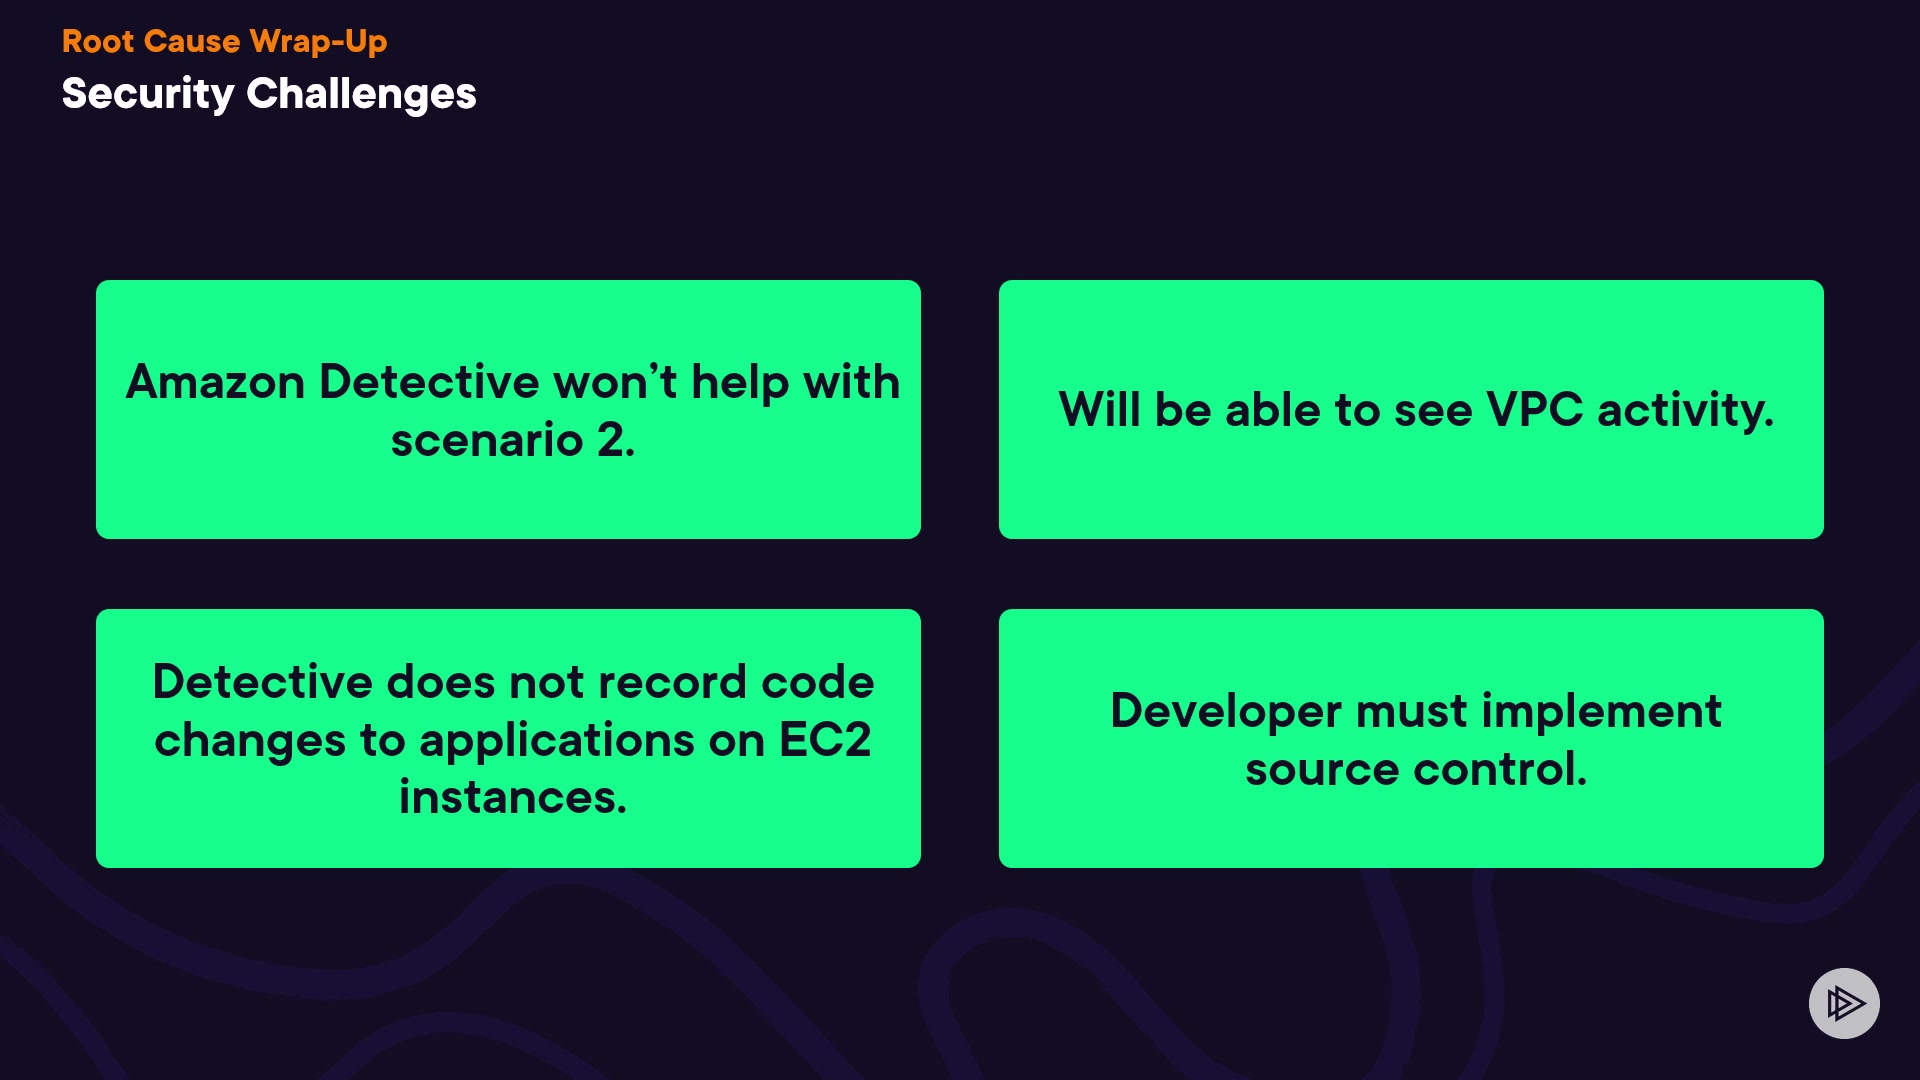 Root Cause Wrap-Up
Security Challenges
Amazon Detective won’t help with
scenario 2.
Will be able to see VPC activity.
Detective does not record code
changes to applications on EC2
instances.
Developer must implement
source control.